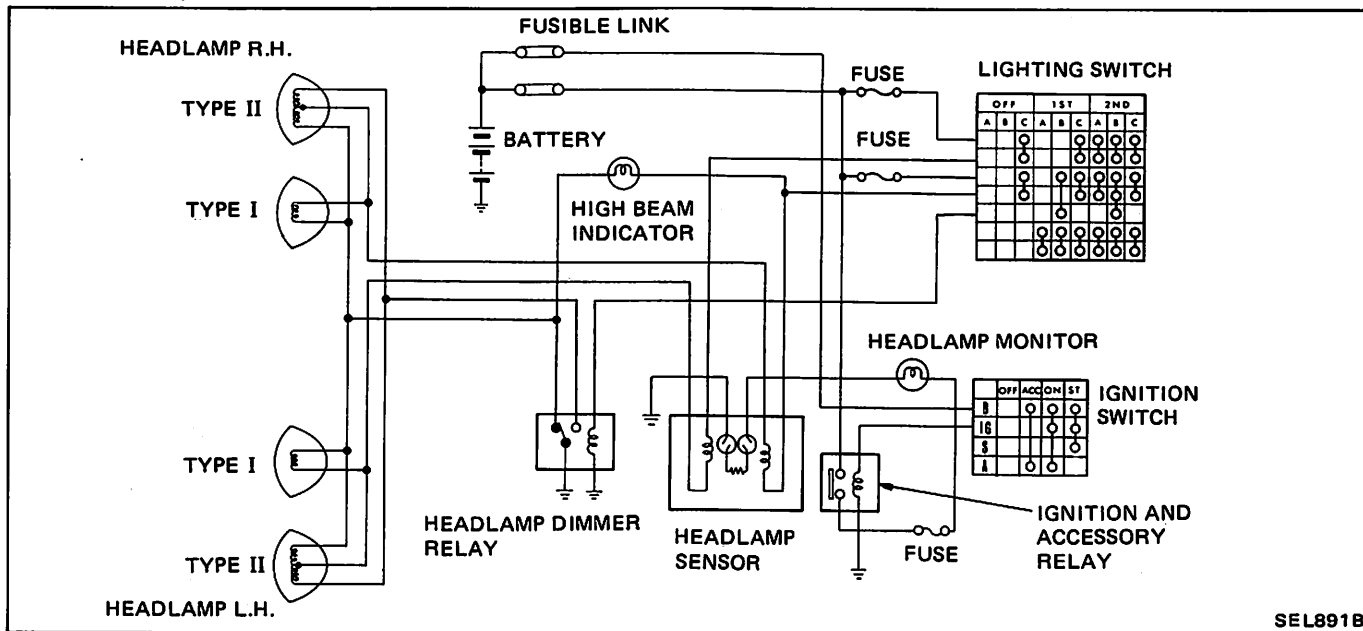 HEADLAMP R.H.
TYPE II
TYPE I
TYPE I
TYPE II
HEADLAMP L.H.
FUSIBLE LINK
BATTERY
HIGH BEAM
INDICATOR
FUSE
FUSE
LIGHTING SWITCH
OFF 1ST 2ND
A B C A B C A B C
HEADLAMP MONITOR
OFF ACC ON ST
B
IG
S
A
IGNITION
SWITCH
HEADLAMP DIMMER
RELAY
HEADLAMP
SENSOR
FUSE
IGNITION AND
ACCESSORY
RELAY
SEL891B